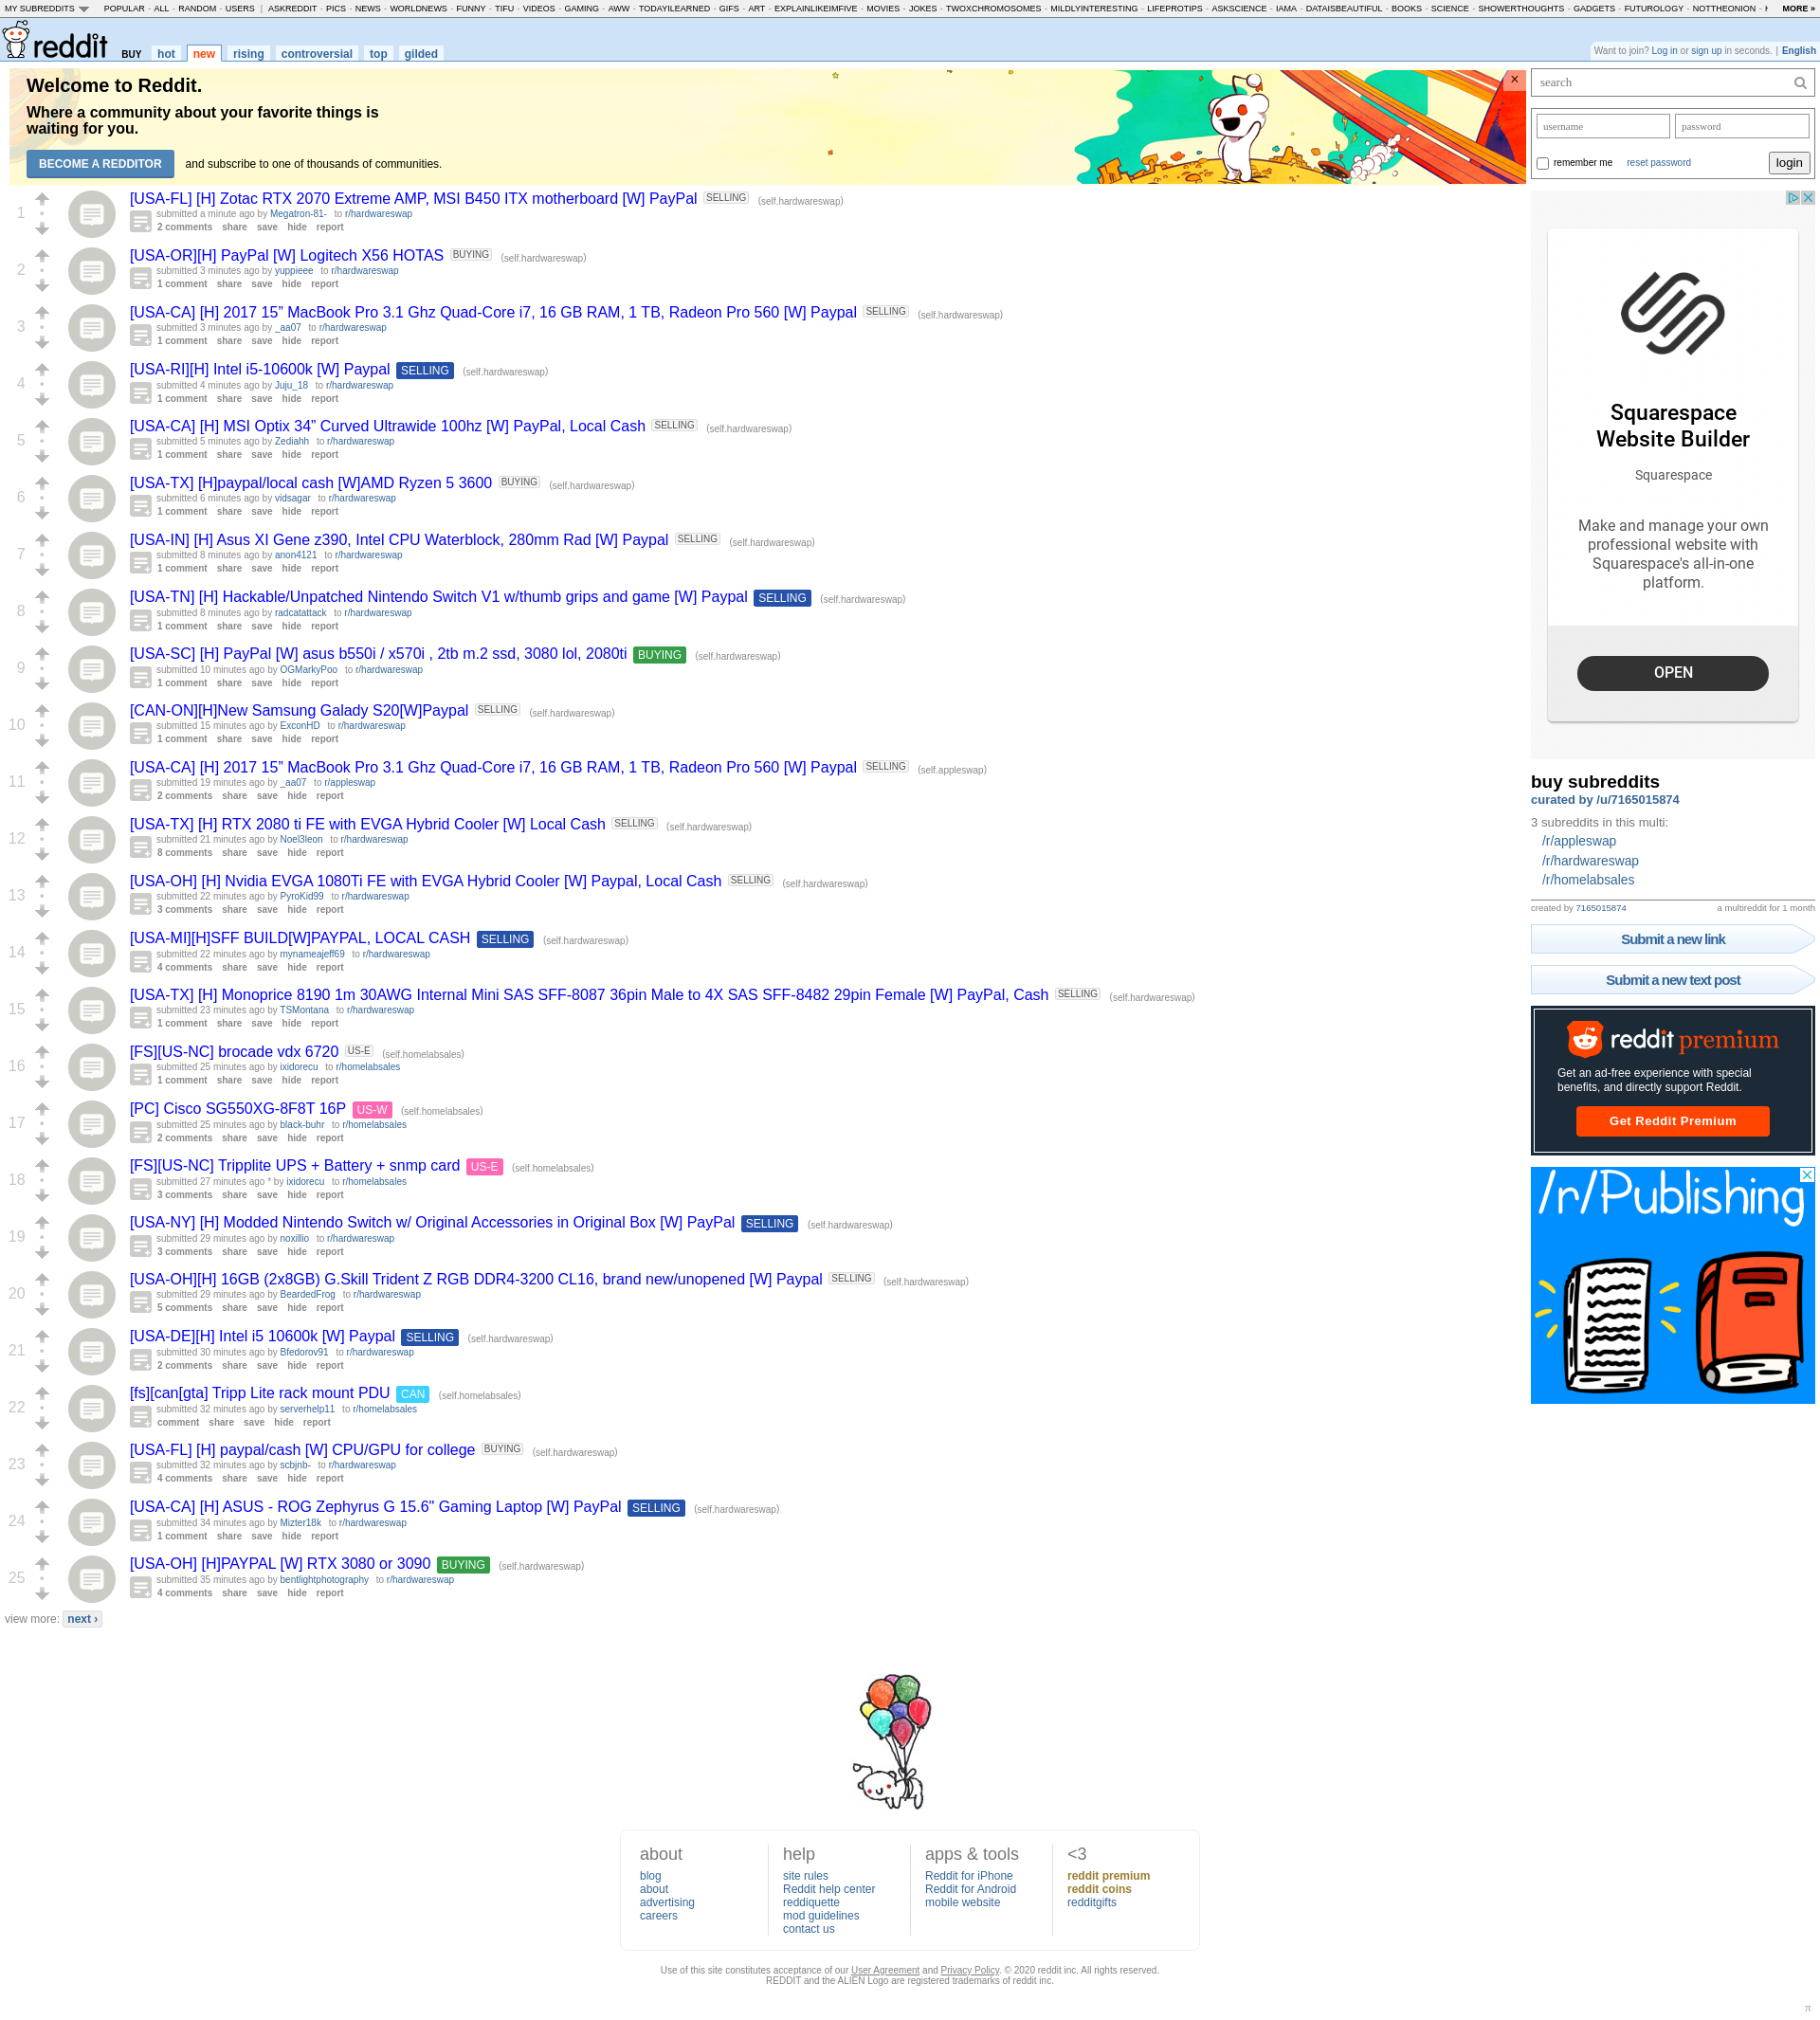 MY SUBREDDITS POPULAR - ALL - RANDOM - USERS | ASKREDDIT - PICS - NEWS - WORLDNEWS - FUNNY - TIFU - VIDEOS - GAMING - AWW - TODAYILEARNED - GIFS - ART - EXPLAINLIKEIMFIVE - MOVIES - JOKES - TWOXCHROMOSOMES - MILDLYINTERESTING - LIFEPROTIPS - ASKSCIENCE - IAMA - DATAISBEAUTIFUL - BOOKS - SCIENCE - SHOWERTHOUGHTS - GADGETS - FUTUROLOGY - NOTTHEONION - MORE »
reddit BUY hot new rising controversial top gilded
Want to join? Log in or sign up in seconds. | English
Welcome to Reddit.
Where a community about your favorite things is
waiting for you.
BECOME A REDDITOR and subscribe to one of thousands of communities.
×
1
[USA-FL] [H] Zotac RTX 2070 Extreme AMP, MSI B450 ITX motherboard [W] PayPal SELLING (self.hardwareswap)
submitted a minute ago by Megatron-81- to r/hardwareswap
2 comments share save hide report
2
[USA-OR][H] PayPal [W] Logitech X56 HOTAS BUYING (self.hardwareswap)
submitted 3 minutes ago by yuppieee to r/hardwareswap
1 comment share save hide report
3
[USA-CA] [H] 2017 15” MacBook Pro 3.1 Ghz Quad-Core i7, 16 GB RAM, 1 TB, Radeon Pro 560 [W] Paypal SELLING (self.hardwareswap)
submitted 3 minutes ago by _aa07 to r/hardwareswap
1 comment share save hide report
4
[USA-RI][H] Intel i5-10600k [W] Paypal SELLING (self.hardwareswap)
submitted 4 minutes ago by Juju_18 to r/hardwareswap
1 comment share save hide report
5
[USA-CA] [H] MSI Optix 34” Curved Ultrawide 100hz [W] PayPal, Local Cash SELLING (self.hardwareswap)
submitted 5 minutes ago by Zediahh to r/hardwareswap
1 comment share save hide report
6
[USA-TX] [H]paypal/local cash [W]AMD Ryzen 5 3600 BUYING (self.hardwareswap)
submitted 6 minutes ago by vidsagar to r/hardwareswap
1 comment share save hide report
7
[USA-IN] [H] Asus XI Gene z390, Intel CPU Waterblock, 280mm Rad [W] Paypal SELLING (self.hardwareswap)
submitted 8 minutes ago by anon4121 to r/hardwareswap
1 comment share save hide report
8
[USA-TN] [H] Hackable/Unpatched Nintendo Switch V1 w/thumb grips and game [W] Paypal SELLING (self.hardwareswap)
submitted 8 minutes ago by radcatattack to r/hardwareswap
1 comment share save hide report
9
[USA-SC] [H] PayPal [W] asus b550i / x570i , 2tb m.2 ssd, 3080 lol, 2080ti BUYING (self.hardwareswap)
submitted 10 minutes ago by OGMarkyPoo to r/hardwareswap
1 comment share save hide report
10
[CAN-ON][H]New Samsung Galady S20[W]Paypal SELLING (self.hardwareswap)
submitted 15 minutes ago by ExconHD to r/hardwareswap
1 comment share save hide report
11
[USA-CA] [H] 2017 15” MacBook Pro 3.1 Ghz Quad-Core i7, 16 GB RAM, 1 TB, Radeon Pro 560 [W] Paypal SELLING (self.appleswap)
submitted 19 minutes ago by _aa07 to r/appleswap
2 comments share save hide report
12
[USA-TX] [H] RTX 2080 ti FE with EVGA Hybrid Cooler [W] Local Cash SELLING (self.hardwareswap)
submitted 21 minutes ago by Noel3leon to r/hardwareswap
8 comments share save hide report
13
[USA-OH] [H] Nvidia EVGA 1080Ti FE with EVGA Hybrid Cooler [W] Paypal, Local Cash SELLING (self.hardwareswap)
submitted 22 minutes ago by PyroKid99 to r/hardwareswap
3 comments share save hide report
14
[USA-MI][H]SFF BUILD[W]PAYPAL, LOCAL CASH SELLING (self.hardwareswap)
submitted 22 minutes ago by mynameajeff69 to r/hardwareswap
4 comments share save hide report
15
[USA-TX] [H] Monoprice 8190 1m 30AWG Internal Mini SAS SFF-8087 36pin Male to 4X SAS SFF-8482 29pin Female [W] PayPal, Cash SELLING (self.hardwareswap)
submitted 23 minutes ago by TSMontana to r/hardwareswap
1 comment share save hide report
16
[FS][US-NC] brocade vdx 6720 US-E (self.homelabsales)
submitted 25 minutes ago by ixidorecu to r/homelabsales
1 comment share save hide report
17
[PC] Cisco SG550XG-8F8T 16P US-W (self.homelabsales)
submitted 25 minutes ago by black-buhr to r/homelabsales
2 comments share save hide report
18
[FS][US-NC] Tripplite UPS + Battery + snmp card US-E (self.homelabsales)
submitted 27 minutes ago * by ixidorecu to r/homelabsales
3 comments share save hide report
19
[USA-NY] [H] Modded Nintendo Switch w/ Original Accessories in Original Box [W] PayPal SELLING (self.hardwareswap)
submitted 29 minutes ago by noxillio to r/hardwareswap
3 comments share save hide report
20
[USA-OH][H] 16GB (2x8GB) G.Skill Trident Z RGB DDR4-3200 CL16, brand new/unopened [W] Paypal SELLING (self.hardwareswap)
submitted 29 minutes ago by BeardedFrog to r/hardwareswap
5 comments share save hide report
21
[USA-DE][H] Intel i5 10600k [W] Paypal SELLING (self.hardwareswap)
submitted 30 minutes ago by Bfedorov91 to r/hardwareswap
2 comments share save hide report
22
[fs][can[gta] Tripp Lite rack mount PDU CAN (self.homelabsales)
submitted 32 minutes ago by serverhelp11 to r/homelabsales
comment share save hide report
23
[USA-FL] [H] paypal/cash [W] CPU/GPU for college BUYING (self.hardwareswap)
submitted 32 minutes ago by scbjnb- to r/hardwareswap
4 comments share save hide report
24
[USA-CA] [H] ASUS - ROG Zephyrus G 15.6" Gaming Laptop [W] PayPal SELLING (self.hardwareswap)
submitted 34 minutes ago by Mizter18k to r/hardwareswap
1 comment share save hide report
25
[USA-OH] [H]PAYPAL [W] RTX 3080 or 3090 BUYING (self.hardwareswap)
submitted 35 minutes ago by bentlightphotography to r/hardwareswap
4 comments share save hide report
view more: next ›
search
username password
remember me reset password login
Squarespace
Website Builder
Squarespace
Make and manage your own
professional website with
Squarespace's all-in-one
platform.
OPEN
buy subreddits
curated by /u/7165015874
3 subreddits in this multi:
/r/appleswap
/r/hardwareswap
/r/homelabsales
created by 7165015874 a multireddit for 1 month
Submit a new link
Submit a new text post
reddit premium
Get an ad-free experience with special
benefits, and directly support Reddit.
Get Reddit Premium
/r/Publishing
about
blog
about
advertising
careers
help
site rules
Reddit help center
reddiquette
mod guidelines
contact us
apps & tools
Reddit for iPhone
Reddit for Android
mobile website
<3
reddit premium
reddit coins
redditgifts
Use of this site constitutes acceptance of our User Agreement and Privacy Policy. © 2020 reddit inc. All rights reserved.
REDDIT and the ALIEN Logo are registered trademarks of reddit inc.
π